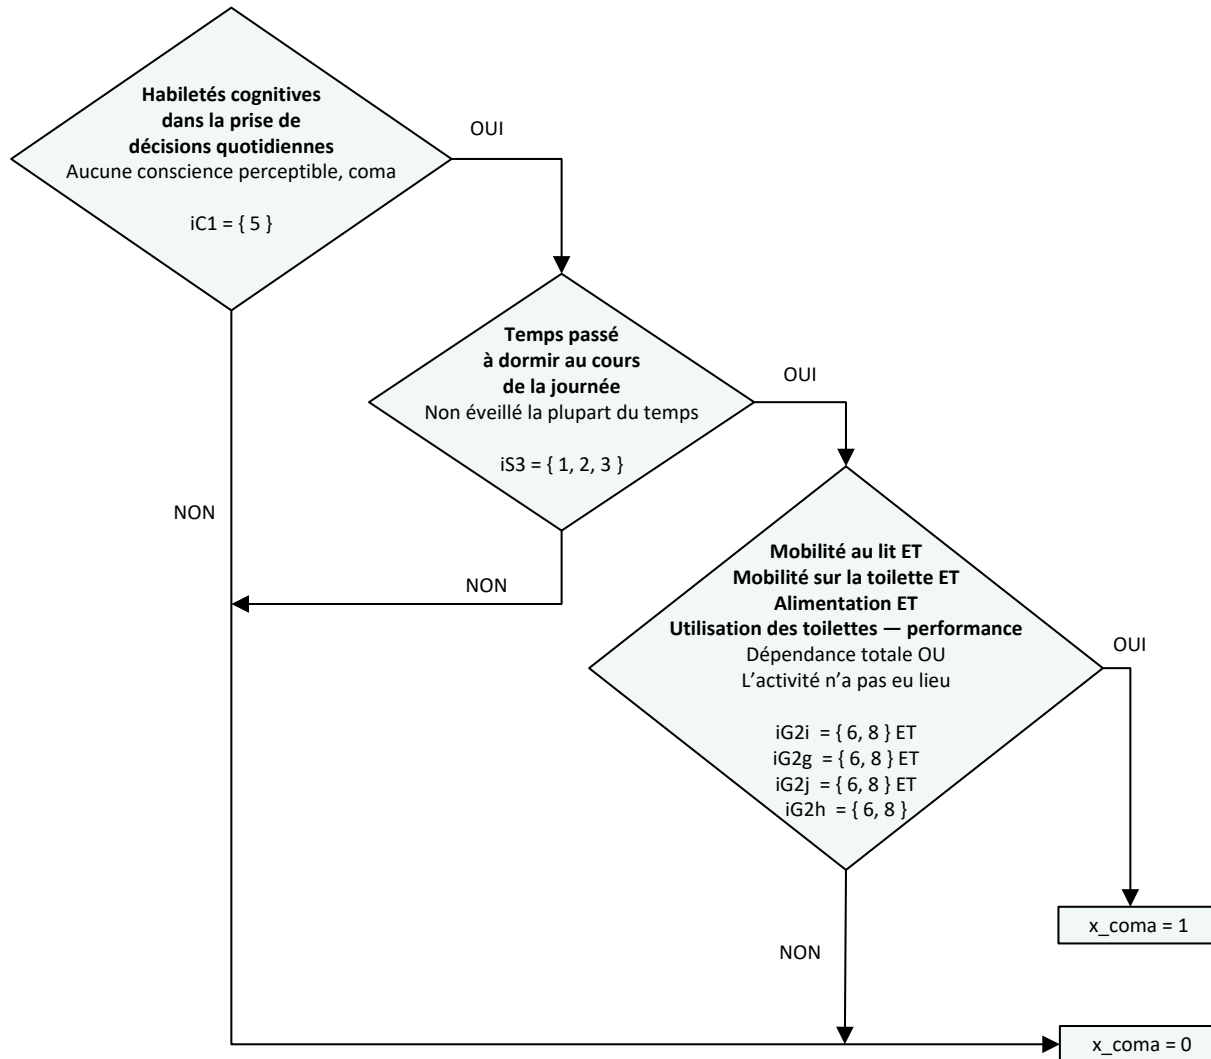 Habiletés cognitives
dans la prise de
décisions quotidiennes
Aucune conscience perceptible, coma
iC1 = { 5 }
OUI
Temps passé
à dormir au cours
de la journée
Non éveillé la plupart du temps
iS3 = { 1, 2, 3 }
OUI
NON
NON
Mobilité au lit ET
Mobilité sur la toilette ET
Alimentation ET
Utilisation des toilettes — performance
Dépendance totale OU
L’activité n’a pas eu lieu
iG2i = { 6, 8 } ET
iG2g = { 6, 8 } ET
iG2j = { 6, 8 } ET
iG2h = { 6, 8 }
OUI
NON
x_coma = 1
x_coma = 0